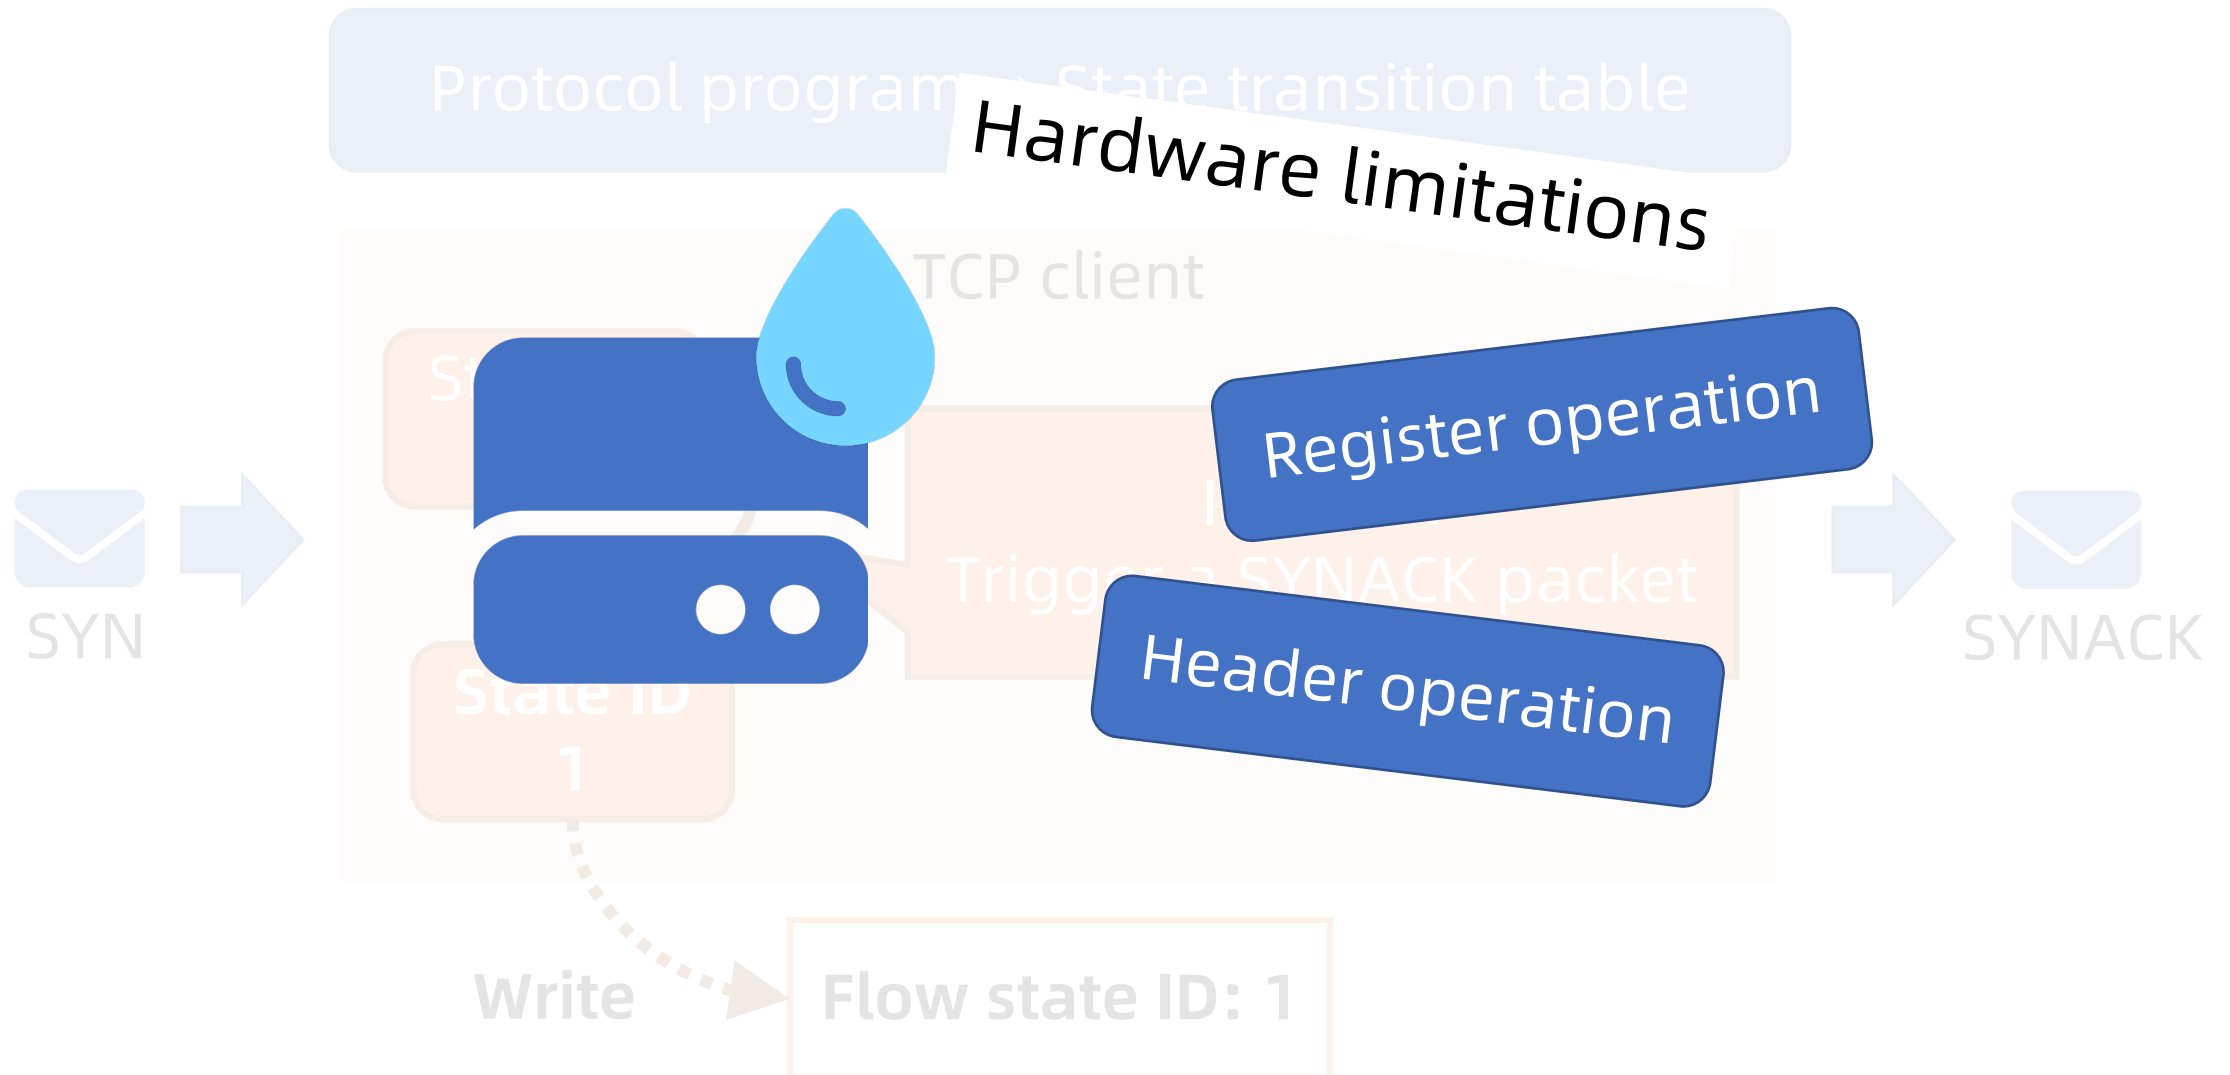 Protocol program State transition table
Hardware limitations
TCP client
Register operation
Trigger a SYNACK packet
Header operation
SYN
SYNACK
State ID
1
Write
Flow state ID: 1